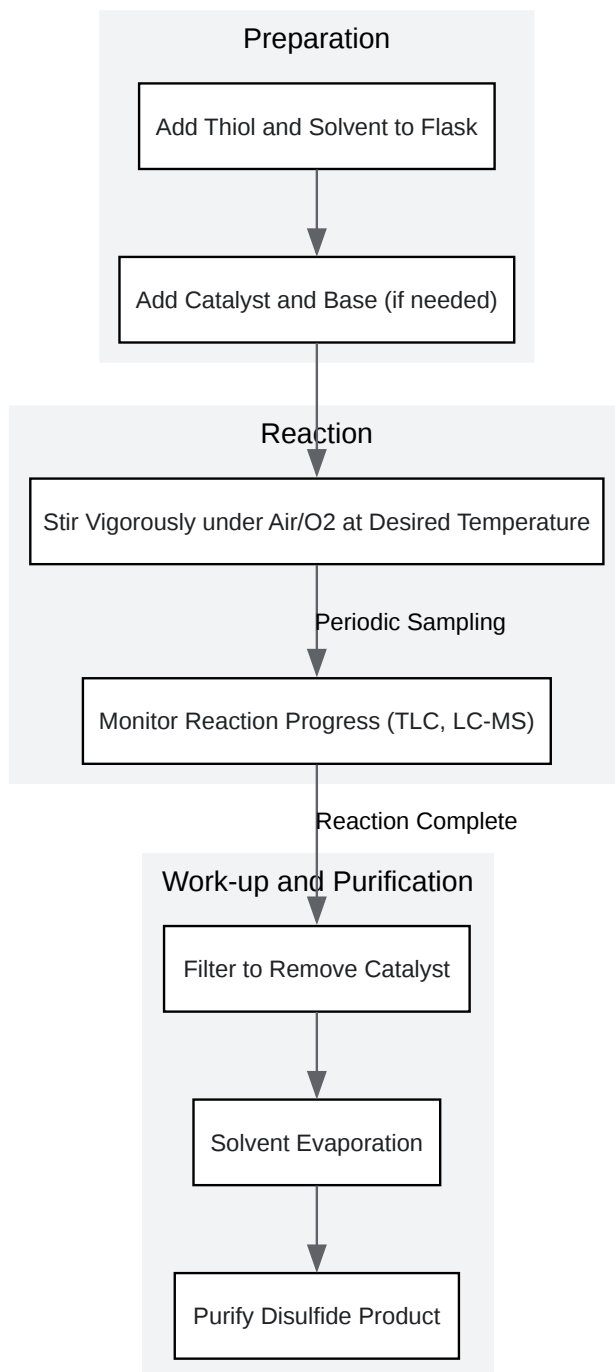 Preparation
Add Thiol and Solvent to Flask
Add Catalyst and Base (if needed)
Reaction
Stir Vigorously under Air/O2 at Desired Temperature
Periodic Sampling
Monitor Reaction Progress (TLC, LC-MS)
Reaction Complete
Work-up and Purification
Filter to Remove Catalyst
Solvent Evaporation
Purify Disulfide Product